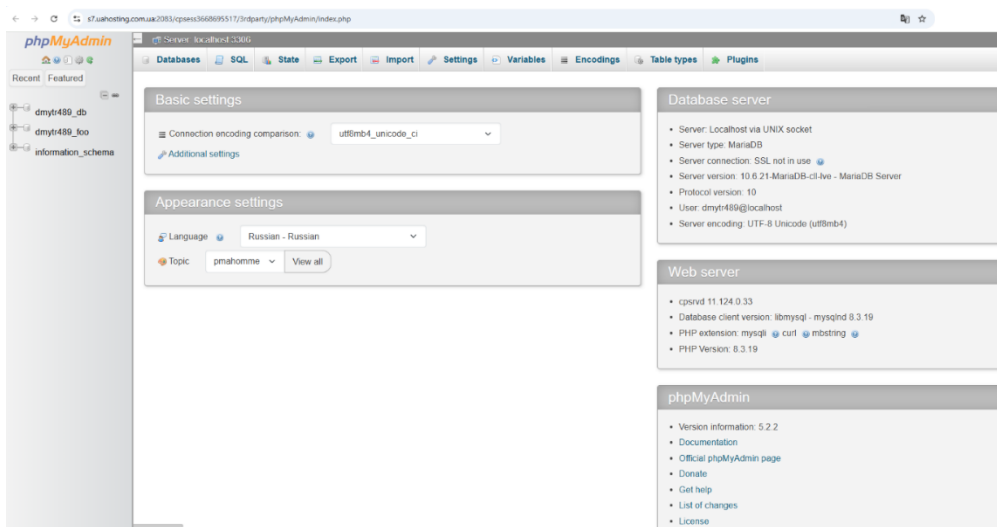 s7.uahosting.com.ua:2083/cpsess3668695517/3rdparty/phpMyAdmin/index.php
phpMyAdmin
Server: localhost:3306
Databases SQL State Export Import Settings Variables Encodings Table types Plugins
Recent Featured
dmytr489_db
dmytr489_foo
information_schema
Basic settings
Connection encoding comparison: utf8mb4_unicode_ci
Additional settings
Appearance settings
Language Russian - Russian
Topic pmahomme View all
Database server
Server: Localhost via UNIX socket
Server type: MariaDB
Server connection: SSL not in use
Server version: 10.6.21-MariaDB-cll-lve - MariaDB Server
Protocol version: 10
User: dmytr489@localhost
Server encoding: UTF-8 Unicode (utf8mb4)
Web server
cpsrvd 11.124.0.33
Database client version: libmysql - mysqlnd 8.3.19
PHP extension: mysqli curl mbstring
PHP Version: 8.3.19
phpMyAdmin
Version information: 5.2.2
Documentation
Official phpMyAdmin page
Donate
Get help
List of changes
License